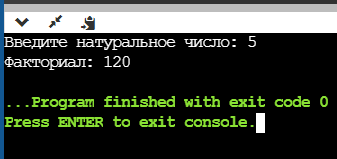 Введите натуральное число: 5
Факториал: 120
...Program finished with exit code 0
Press ENTER to exit console.